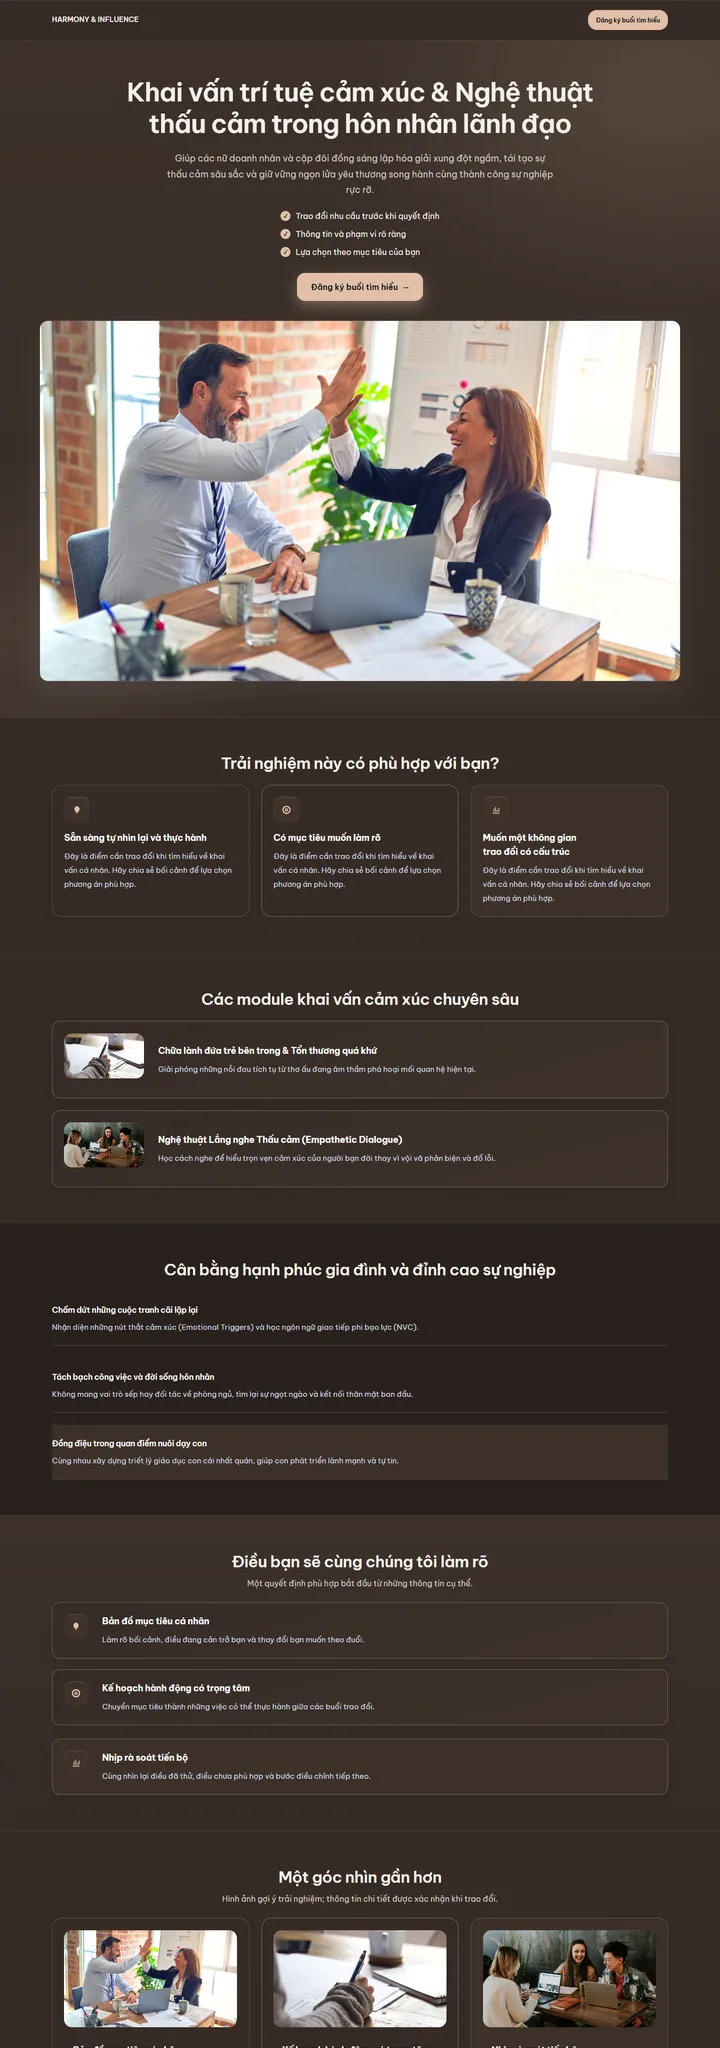 HARMONY & INFLUENCE
Đăng ký buổi tìm hiểu
Khai vấn trí tuệ cảm xúc & Nghệ thuật
thấu cảm trong hôn nhân lãnh đạo
Giúp các nữ doanh nhân và cặp đôi đồng sáng lập hóa giải xung đột ngầm, tái tạo sự
thấu cảm sâu sắc và giữ vững ngọn lửa yêu thương song hành cùng thành công sự nghiệp
rực rỡ.
Trao đổi nhu cầu trước khi quyết định
Thông tin và phạm vi rõ ràng
Lựa chọn theo mục tiêu của bạn
Đăng ký buổi tìm hiểu →
Trải nghiệm này có phù hợp với bạn?
Sẵn sàng tự nhìn lại và thực hành
Đây là điểm cần trao đổi khi tìm hiểu về khai
vấn cá nhân. Hãy chia sẻ bối cảnh để lựa chọn
phương án phù hợp.
Có mục tiêu muốn làm rõ
Đây là điểm cần trao đổi khi tìm hiểu về khai
vấn cá nhân. Hãy chia sẻ bối cảnh để lựa chọn
phương án phù hợp.
Muốn một không gian
trao đổi có cấu trúc
Đây là điểm cần trao đổi khi tìm hiểu về khai
vấn cá nhân. Hãy chia sẻ bối cảnh để lựa chọn
phương án phù hợp.
Các module khai vấn cảm xúc chuyên sâu
Chữa lành đứa trẻ bên trong & Tổn thương quá khứ
Giải phóng những nỗi đau tích tụ từ thơ ấu đang âm thầm phá hoại mối quan hệ hiện tại.
Nghệ thuật Lắng nghe Thấu cảm (Empathetic Dialogue)
Học cách nghe để hiểu trọn vẹn cảm xúc của người bạn đời thay vì vội vã phản biện và đổ lỗi.
Cân bằng hạnh phúc gia đình và đỉnh cao sự nghiệp
Chấm dứt những cuộc tranh cãi lặp lại
Nhận diện những nút thắt cảm xúc (Emotional Triggers) và học ngôn ngữ giao tiếp phi bạo lực (NVC).
Tách bạch công việc và đời sống hôn nhân
Không mang vai trò sếp hay đối tác về phòng ngủ, tìm lại sự ngọt ngào và kết nối thân mật ban đầu.
Đồng điệu trong quan điểm nuôi dạy con
Cùng nhau xây dựng triết lý giáo dục con cái nhất quán, giúp con phát triển lành mạnh và tự tin.
Điều bạn sẽ cùng chúng tôi làm rõ
Một quyết định phù hợp bắt đầu từ những thông tin cụ thể.
Bản đồ mục tiêu cá nhân
Làm rõ bối cảnh, điều đang cản trở bạn và thay đổi bạn muốn theo đuổi.
Kế hoạch hành động có trọng tâm
Chuyển mục tiêu thành những việc có thể thực hành giữa các buổi trao đổi.
Nhịp rà soát tiến bộ
Cùng nhìn lại điều đã thử, điều chưa phù hợp và bước điều chỉnh tiếp theo.
Một góc nhìn gần hơn
Hình ảnh gợi ý trải nghiệm; thông tin chi tiết được xác nhận khi trao đổi.